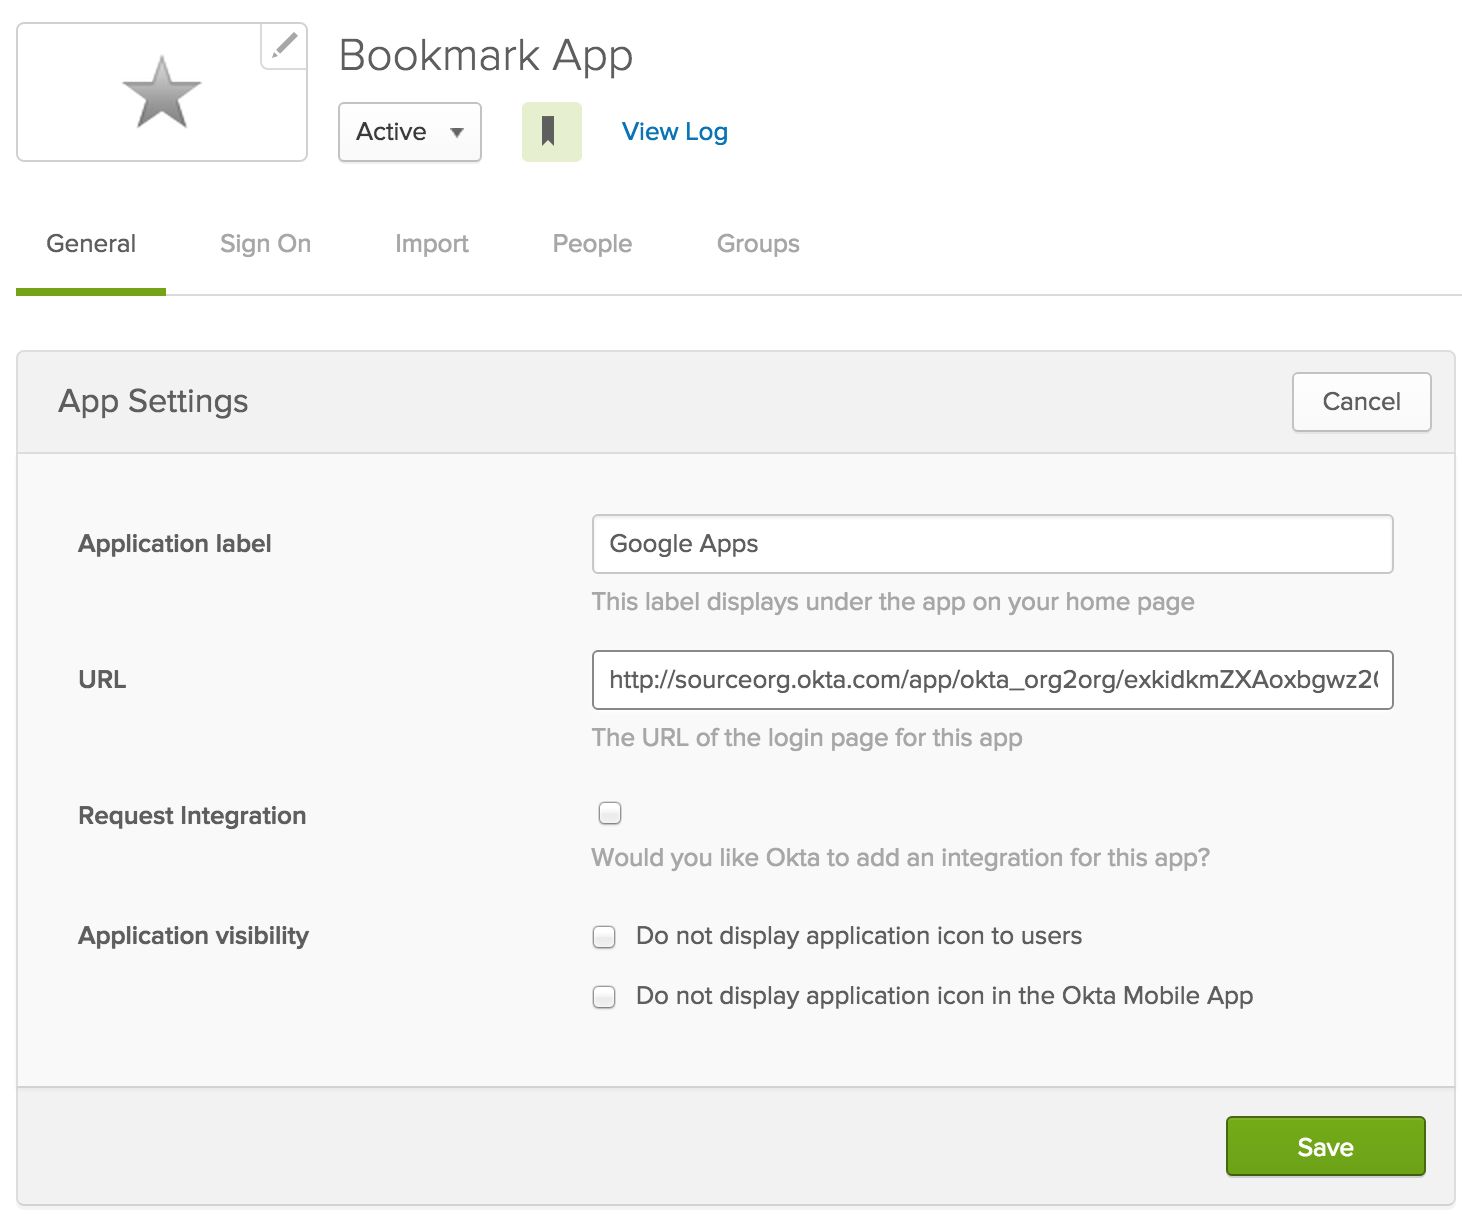 Bookmark App
Active
View Log
General Sign On Import People Groups
App Settings
Cancel
Application label
Google Apps
This label displays under the app on your home page
URL
http://sourceorg.okta.com/app/okta_org2org/exkidkmZXAoxbgwz2
The URL of the login page for this app
Request Integration
Would you like Okta to add an integration for this app?
Application visibility
Do not display application icon to users
Do not display application icon in the Okta Mobile App
Save